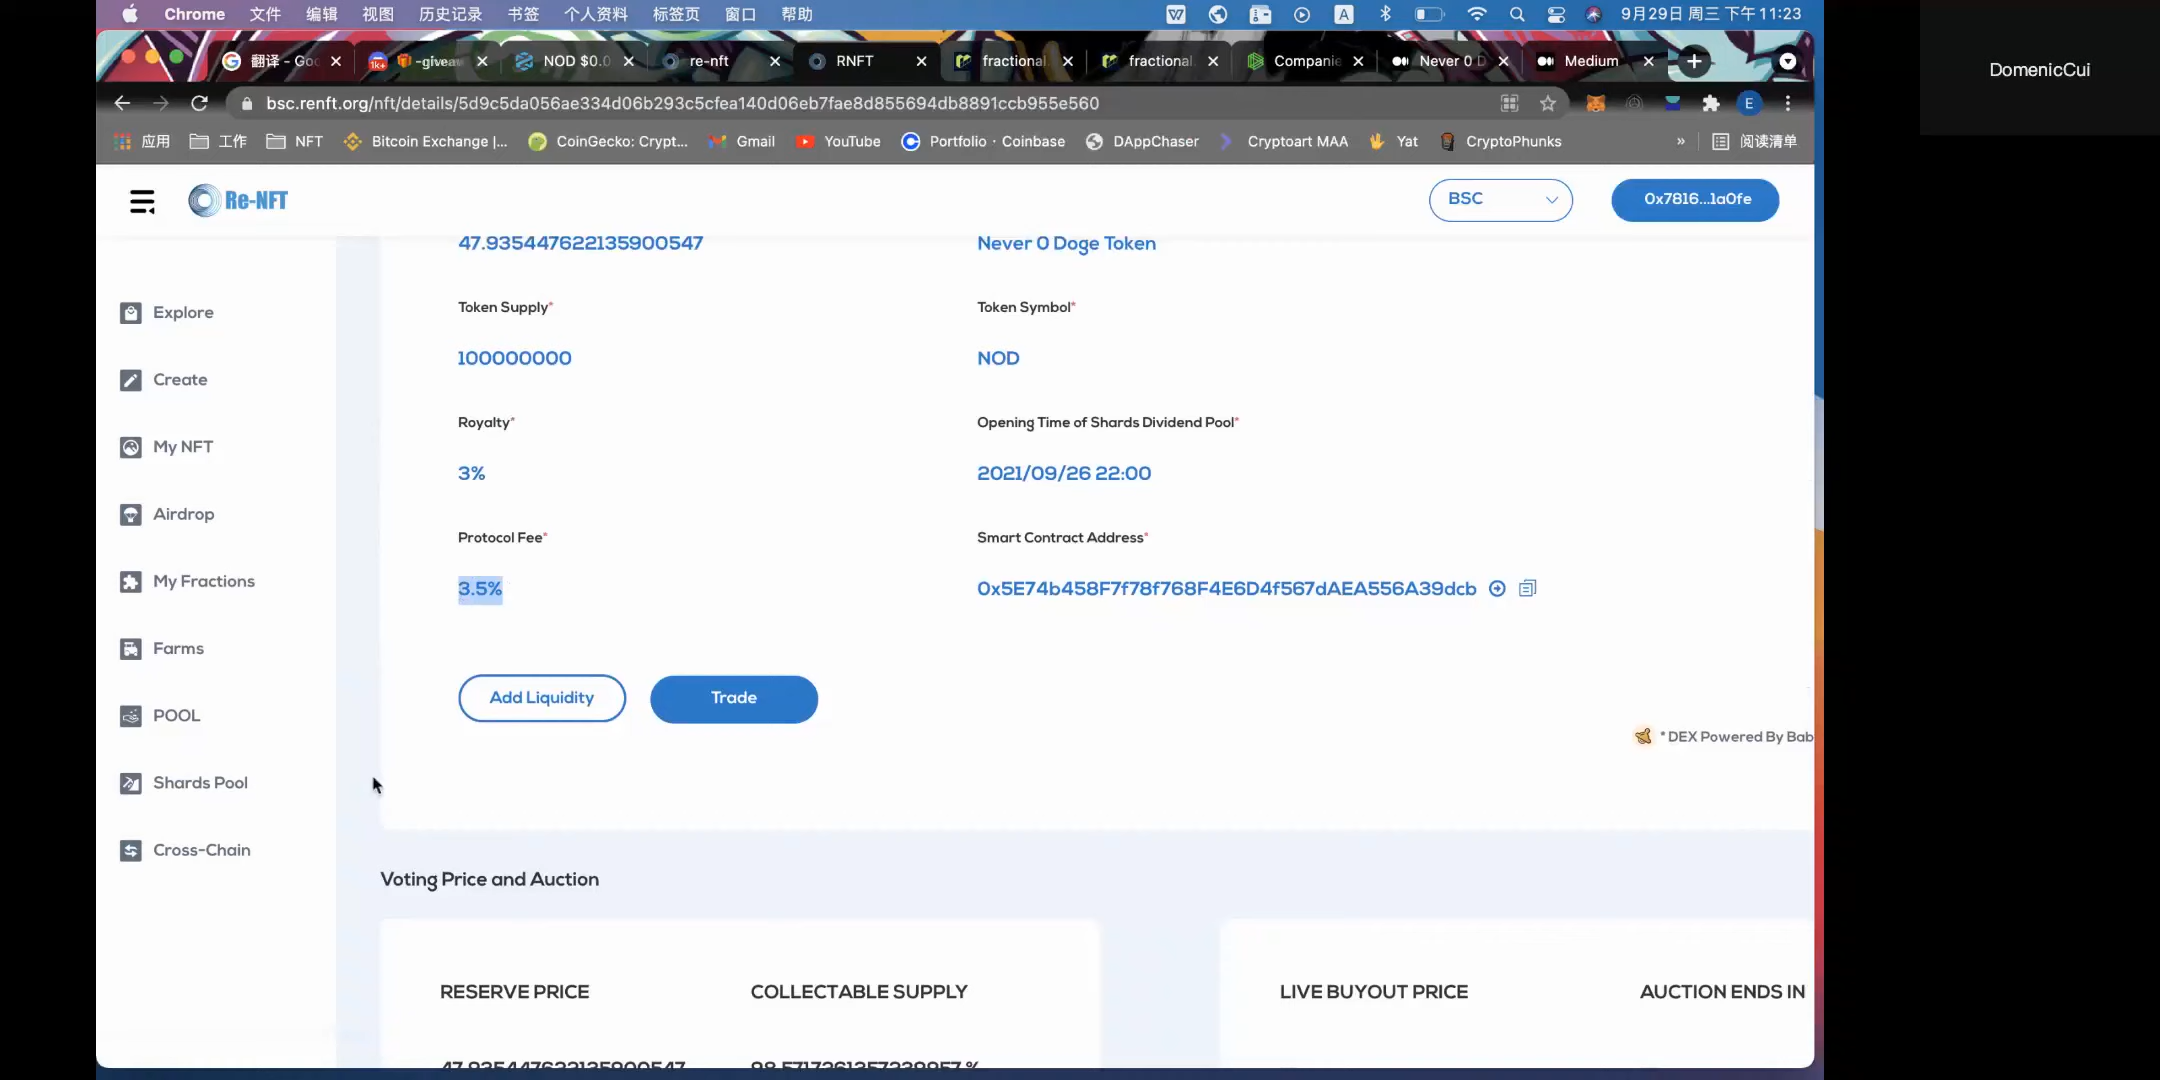 Chrome 文件 编辑 视图 历史记录 书签 个人资料 标签页 窗口 帮助 9月29日 周三 下午11:23
DomenicCui
翻译 - Go -givea NOD $0.0 re-nft RNFT fractional fractional Companie Never 0 D Medium
bsc.renft.org/nft/details/5d9c5da056ae334d06b293c5cfea140d06eb7fae8d855694db8891ccb955e560
应用 工作 NFT Bitcoin Exchange |... CoinGecko: Crypt... Gmail YouTube Portfolio · Coinbase DAppChaser Cryptoart MAA Yat CryptoPhunks » 阅读清单
Re-NFT
BSC
0x7816...1a0fe
47.935447622135900547
Never 0 Doge Token
Explore
Create
My NFT
Airdrop
My Fractions
Farms
POOL
Shards Pool
Cross-Chain
Token Supply*
Token Symbol*
100000000
NOD
Royalty*
Opening Time of Shards Dividend Pool*
3%
2021/09/26 22:00
Protocol Fee*
Smart Contract Address*
3.5%
0x5E74b458F7f78f768F4E6D4f567dAEA556A39dcb
Add Liquidity
Trade
* DEX Powered By Bab
Voting Price and Auction
RESERVE PRICE
COLLECTABLE SUPPLY
LIVE BUYOUT PRICE
AUCTION ENDS IN
47.935447622135900547